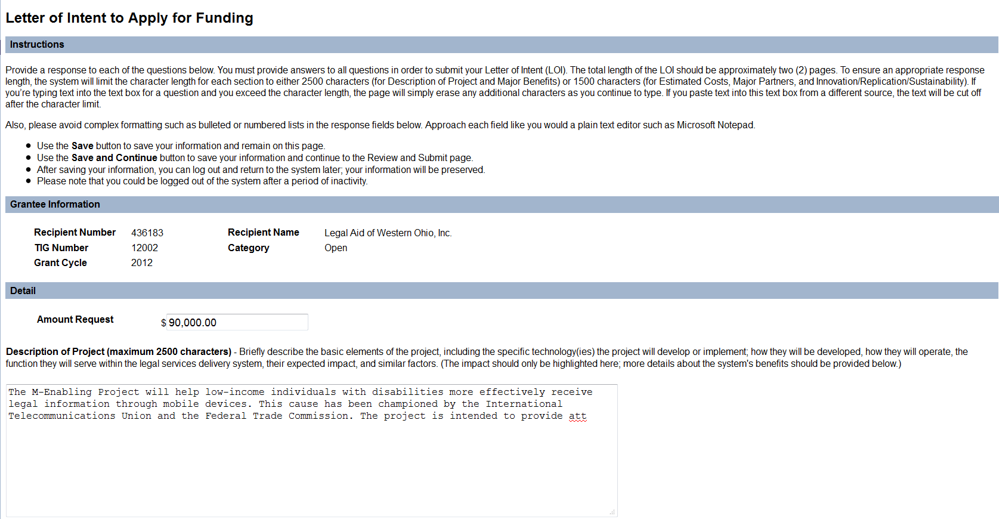 Letter of Intent to Apply for Funding
Instructions
Provide a response to each of the questions below. You must provide answers to all questions in order to submit your Letter of Intent (LOI). The total length of the LOI should be approximately two (2) pages. To ensure an appropriate response
length, the system will limit the character length for each section to either 2500 characters (for Description of Project and Major Benefits) or 1500 characters (for Estimated Costs, Major Partners, and Innovation/Replication/Sustainability). If
you're typing text into the text box for a question and you exceed the character length, the page will simply erase any additional characters as you continue to type. If you paste text into this text box from a different source, the text will be cut off
after the character limit.
Also, please avoid complex formatting such as bulleted or numbered lists in the response fields below. Approach each field like you would a plain text editor such as Microsoft Notepad.
● Use the Save button to save your information and remain on this page.
● Use the Save and Continue button to save your information and continue to the Review and Submit page.
● After saving your information, you can log out and return to the system later; your information will be preserved.
● Please note that you could be logged out of the system after a period of inactivity.
Grantee Information
Recipient Number 436183 Recipient Name Legal Aid of Western Ohio, Inc.
TIG Number 12002 Category Open
Grant Cycle 2012
Detail
Amount Request $ 90,000.00
Description of Project (maximum 2500 characters) - Briefly describe the basic elements of the project, including the specific technology(ies) the project will develop or implement; how they will be developed, how they will operate, the
function they will serve within the legal services delivery system, their expected impact, and similar factors. (The impact should only be highlighted here; more details about the system's benefits should be provided below.)
The M-Enabling Project will help low-income individuals with disabilities more effectively receive
legal information through mobile devices. This cause has been championed by the International
Telecommunications Union and the Federal Trade Commission. The project is intended to provide att